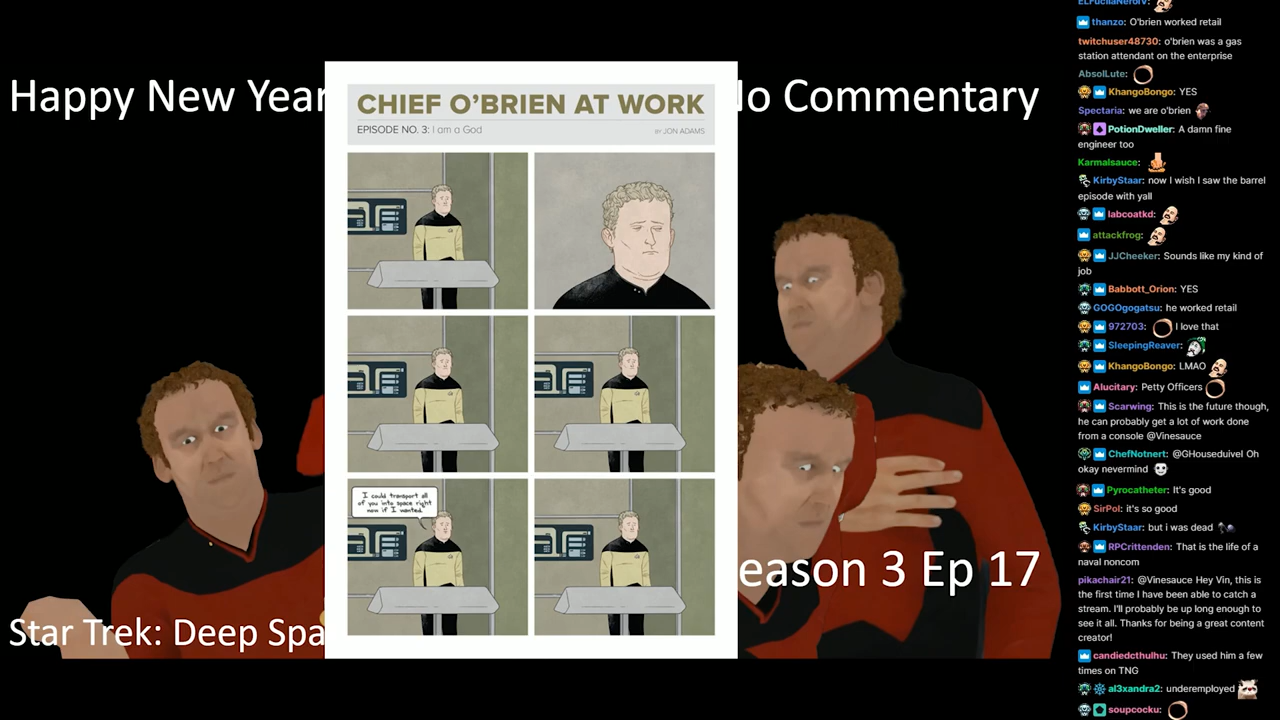 Happy New Year
No Commentary
CHIEF O'BRIEN AT WORK
EPISODE NO. 3: I am a God
BY JON ADAMS
I could transport all
of you into space right
now if I wanted.
eason 3 Ep 17
Star Trek: Deep Spa
thanzo: O'brien worked retail
twitchuser48730: o'brien was a gas
station attendant on the enterprise
AbsolLute:
KhangoBongo: YES
Spectaria: we are o'brien
PotionDweller: A damn fine
engineer too
Karmalsauce:
KirbyStaar: now I wish I saw the barrel
episode with yall
labcoatkd:
attackfrog:
JJCheeker: Sounds like my kind of
job
Babbott_Orion: YES
GOGOgogatsu: he worked retail
972703: I love that
SleepingReaver:
KhangoBongo: LMAO
Alucitary: Petty Officers
Scarwing: This is the future though,
he can probably get a lot of work done
from a console @Vinesauce
ChefNotnert: @GHouseduivel Oh
okay nevermind
Pyrocatheter: It's good
SirPol: it's so good
KirbyStaar: but i was dead
RPCrittenden: That is the life of a
naval noncom
pikachair21: @Vinesauce Hey Vin, this is
the first time I have been able to catch a
stream. I'll probably be up long enough to
see it all. Thanks for being a great content
creator!
candiedcthulhu: They used him a few
times on TNG
al3xandra2: underemployed
soupcocku: